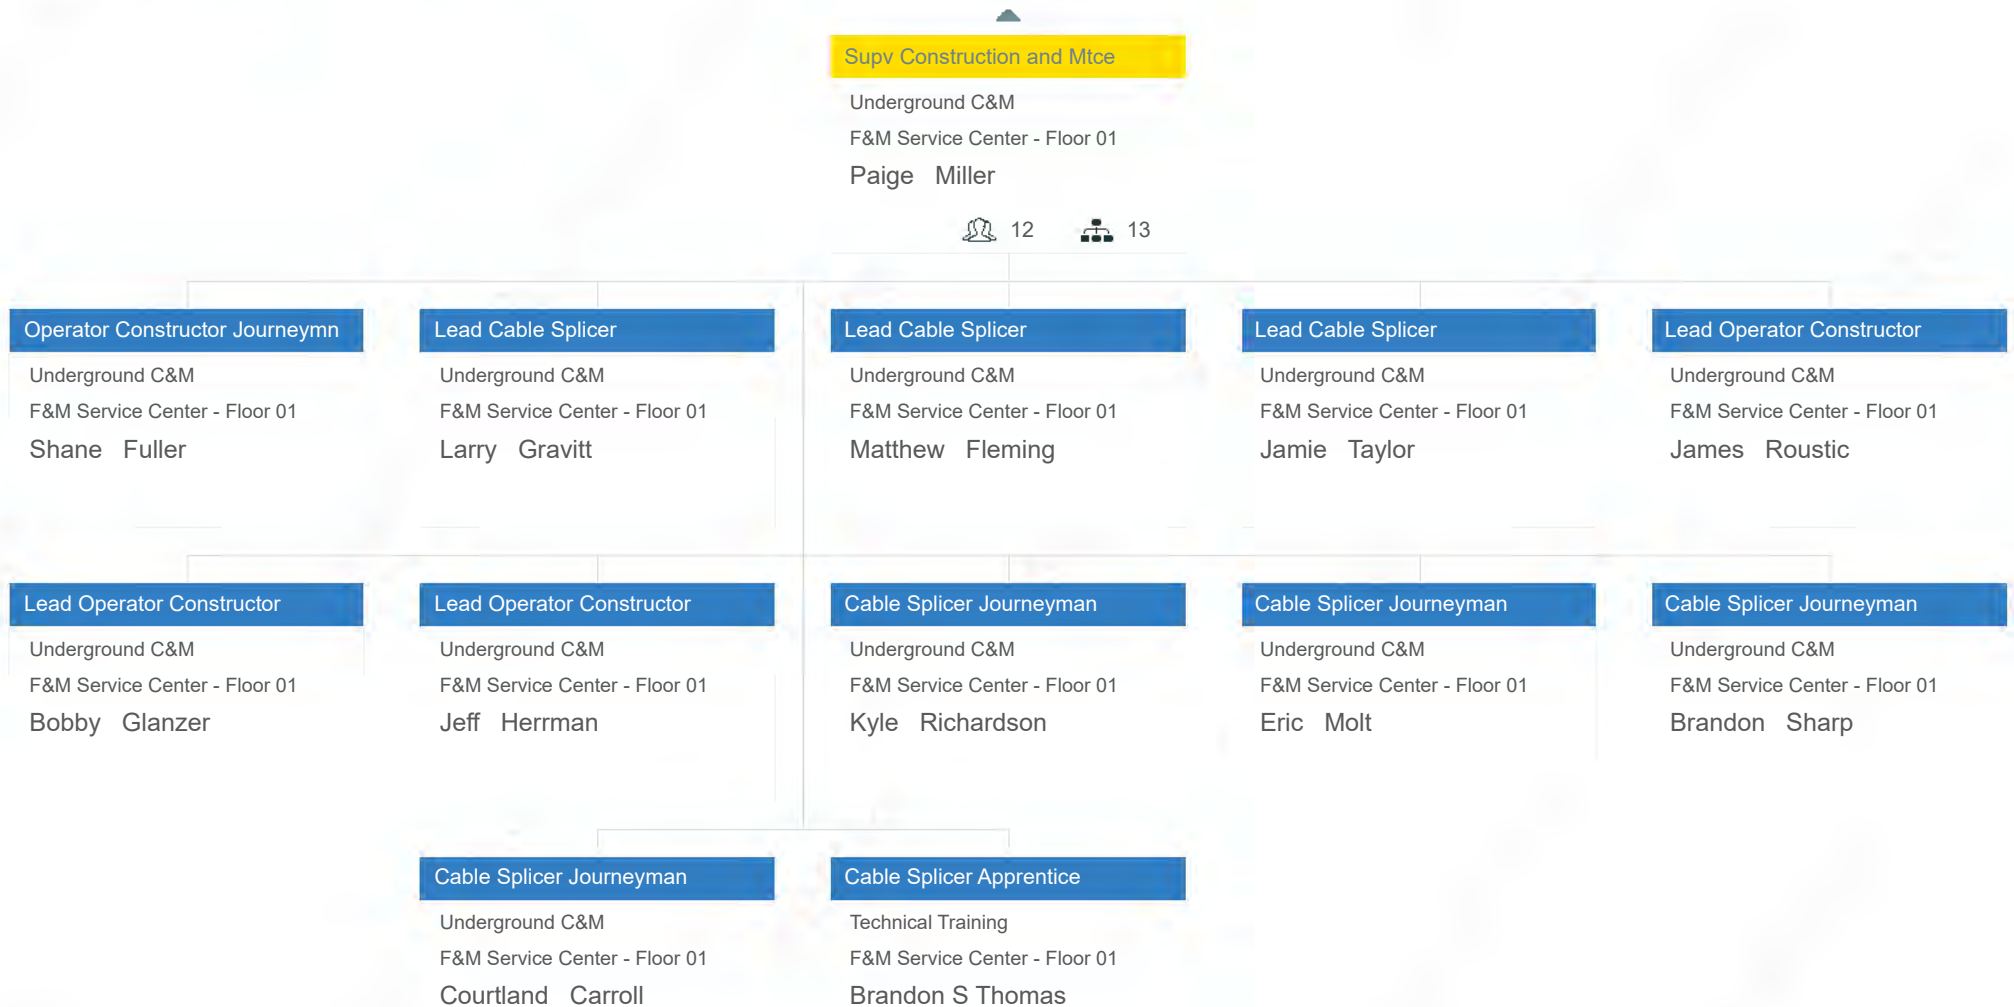 Supv Construction and Mtce
Underground C&M
F&M Service Center - Floor 01
Paige Miller
12 13
Operator Constructor Journeymn
Underground C&M
F&M Service Center - Floor 01
Shane Fuller
Lead Cable Splicer
Underground C&M
F&M Service Center - Floor 01
Larry Gravitt
Lead Cable Splicer
Underground C&M
F&M Service Center - Floor 01
Matthew Fleming
Lead Cable Splicer
Underground C&M
F&M Service Center - Floor 01
Jamie Taylor
Lead Operator Constructor
Underground C&M
F&M Service Center - Floor 01
James Roustic
Lead Operator Constructor
Underground C&M
F&M Service Center - Floor 01
Bobby Glanzer
Lead Operator Constructor
Underground C&M
F&M Service Center - Floor 01
Jeff Herrman
Cable Splicer Journeyman
Underground C&M
F&M Service Center - Floor 01
Kyle Richardson
Cable Splicer Journeyman
Underground C&M
F&M Service Center - Floor 01
Eric Molt
Cable Splicer Journeyman
Underground C&M
F&M Service Center - Floor 01
Brandon Sharp
Cable Splicer Journeyman
Underground C&M
F&M Service Center - Floor 01
Courtland Carroll
Cable Splicer Apprentice
Technical Training
F&M Service Center - Floor 01
Brandon S Thomas